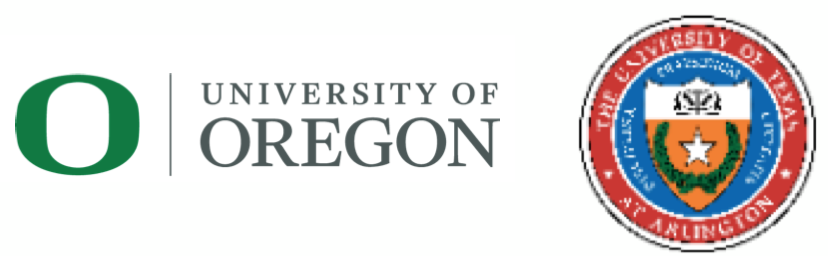 O
UNIVERSITY OF
OREGON
THE UNIVERSITY OF TEXAS
AT ARLINGTON